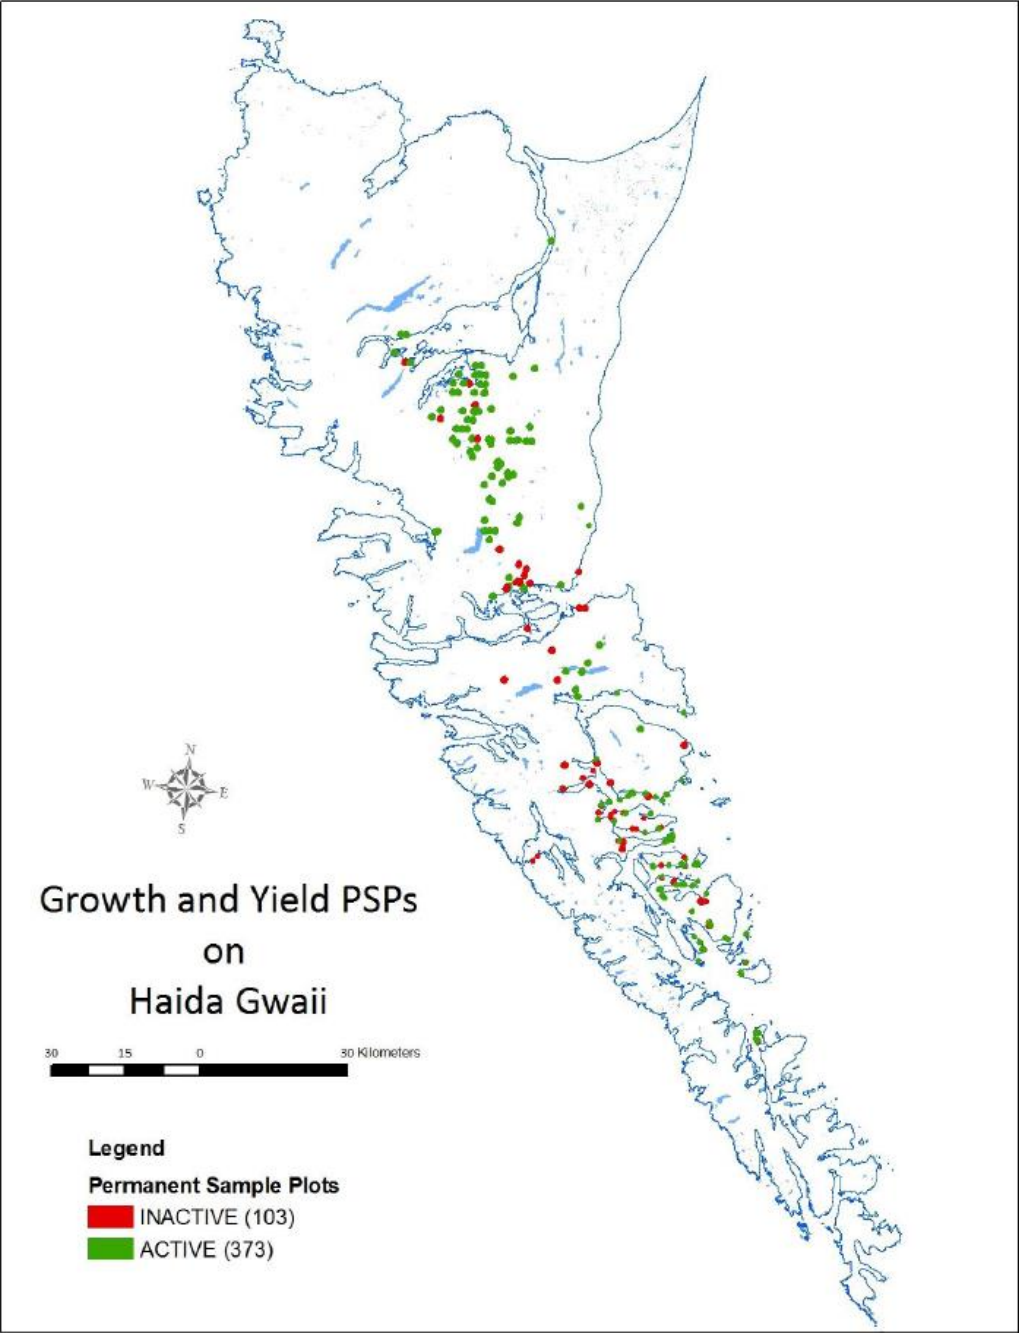 N
W
E
S
Growth and Yield PSPs
on
Haida Gwaii
30 15 0 30 Kilometers
Legend
Permanent Sample Plots
INACTIVE (103)
ACTIVE (373)